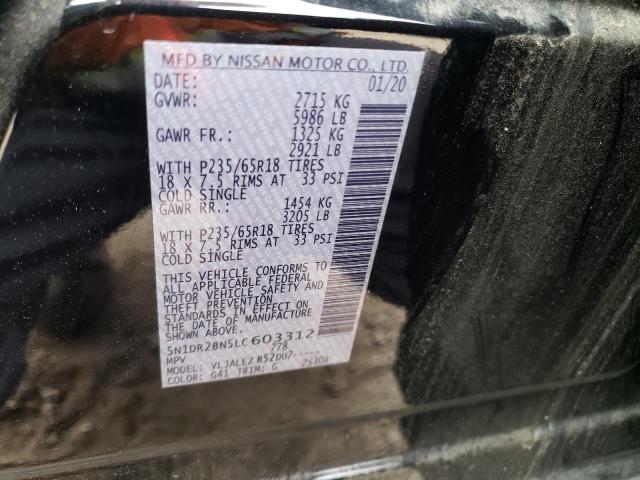 MFD BY NISSAN MOTOR CO., LTD.
DATE: 01/20
GVWR: 2715 KG
5986 LB
GAWR FR.: 1325 KG
2921 LB
WITH P235/65R18 TIRES
18 X 7.5 RIMS AT 33 PSI
COLD SINGLE
GAWR RR.: 1454 KG
3205 LB
WITH P235/65R18 TIRES
18 X 7.5 RIMS AT 33 PSI
COLD SINGLE
THIS VEHICLE CONFORMS TO
ALL APPLICABLE FEDERAL
MOTOR VEHICLE SAFETY AND
THEFT PREVENTION
STANDARDS IN EFFECT ON
THE DATE OF MANUFACTURE
SHOWN ABOVE.
5N1DR2BN5LC603312
MPV 778
MODEL: VLJALEZ R52DU7-----
COLOR: G41 TRIM: G 7S30A